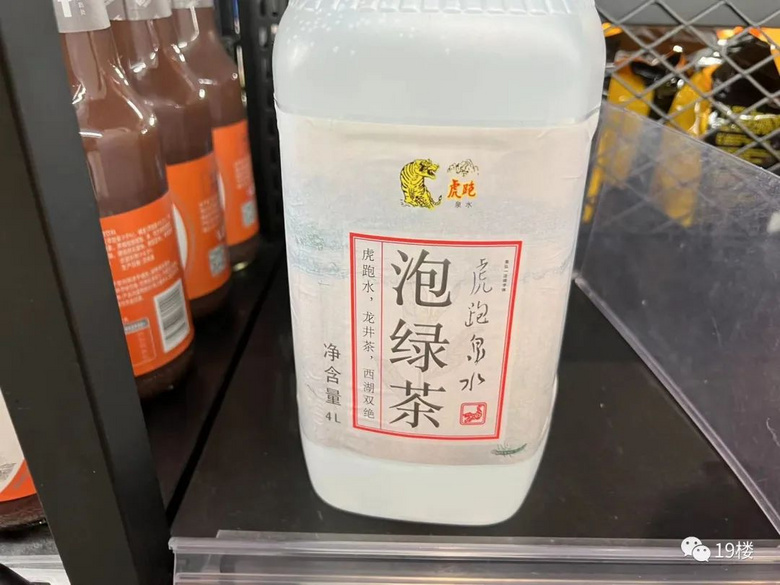 虎跑
泉水
虎跑泉水
泡绿茶
虎跑水，龙井茶，西湖双绝
净含量
4L
19楼